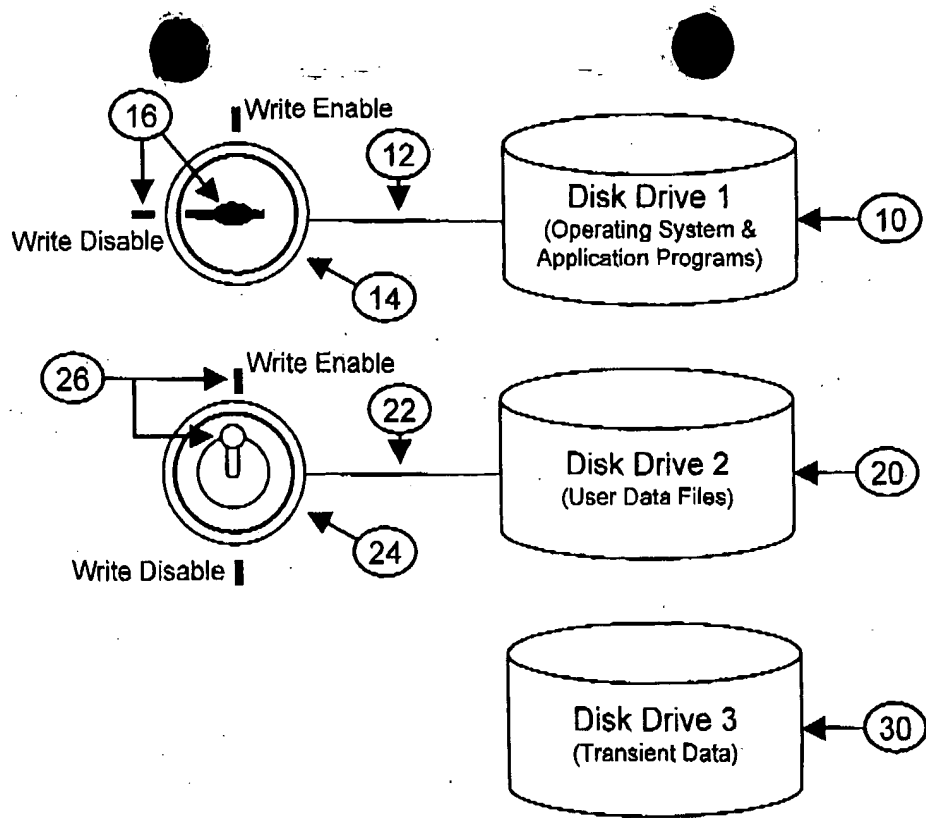 Write Enable
16
12
Disk Drive 1
(Operating System &
Application Programs)
10
Write Disable
14
Write Enable
26
22
Disk Drive 2
(User Data Files)
20
24
Write Disable
Disk Drive 3
(Transient Data)
30